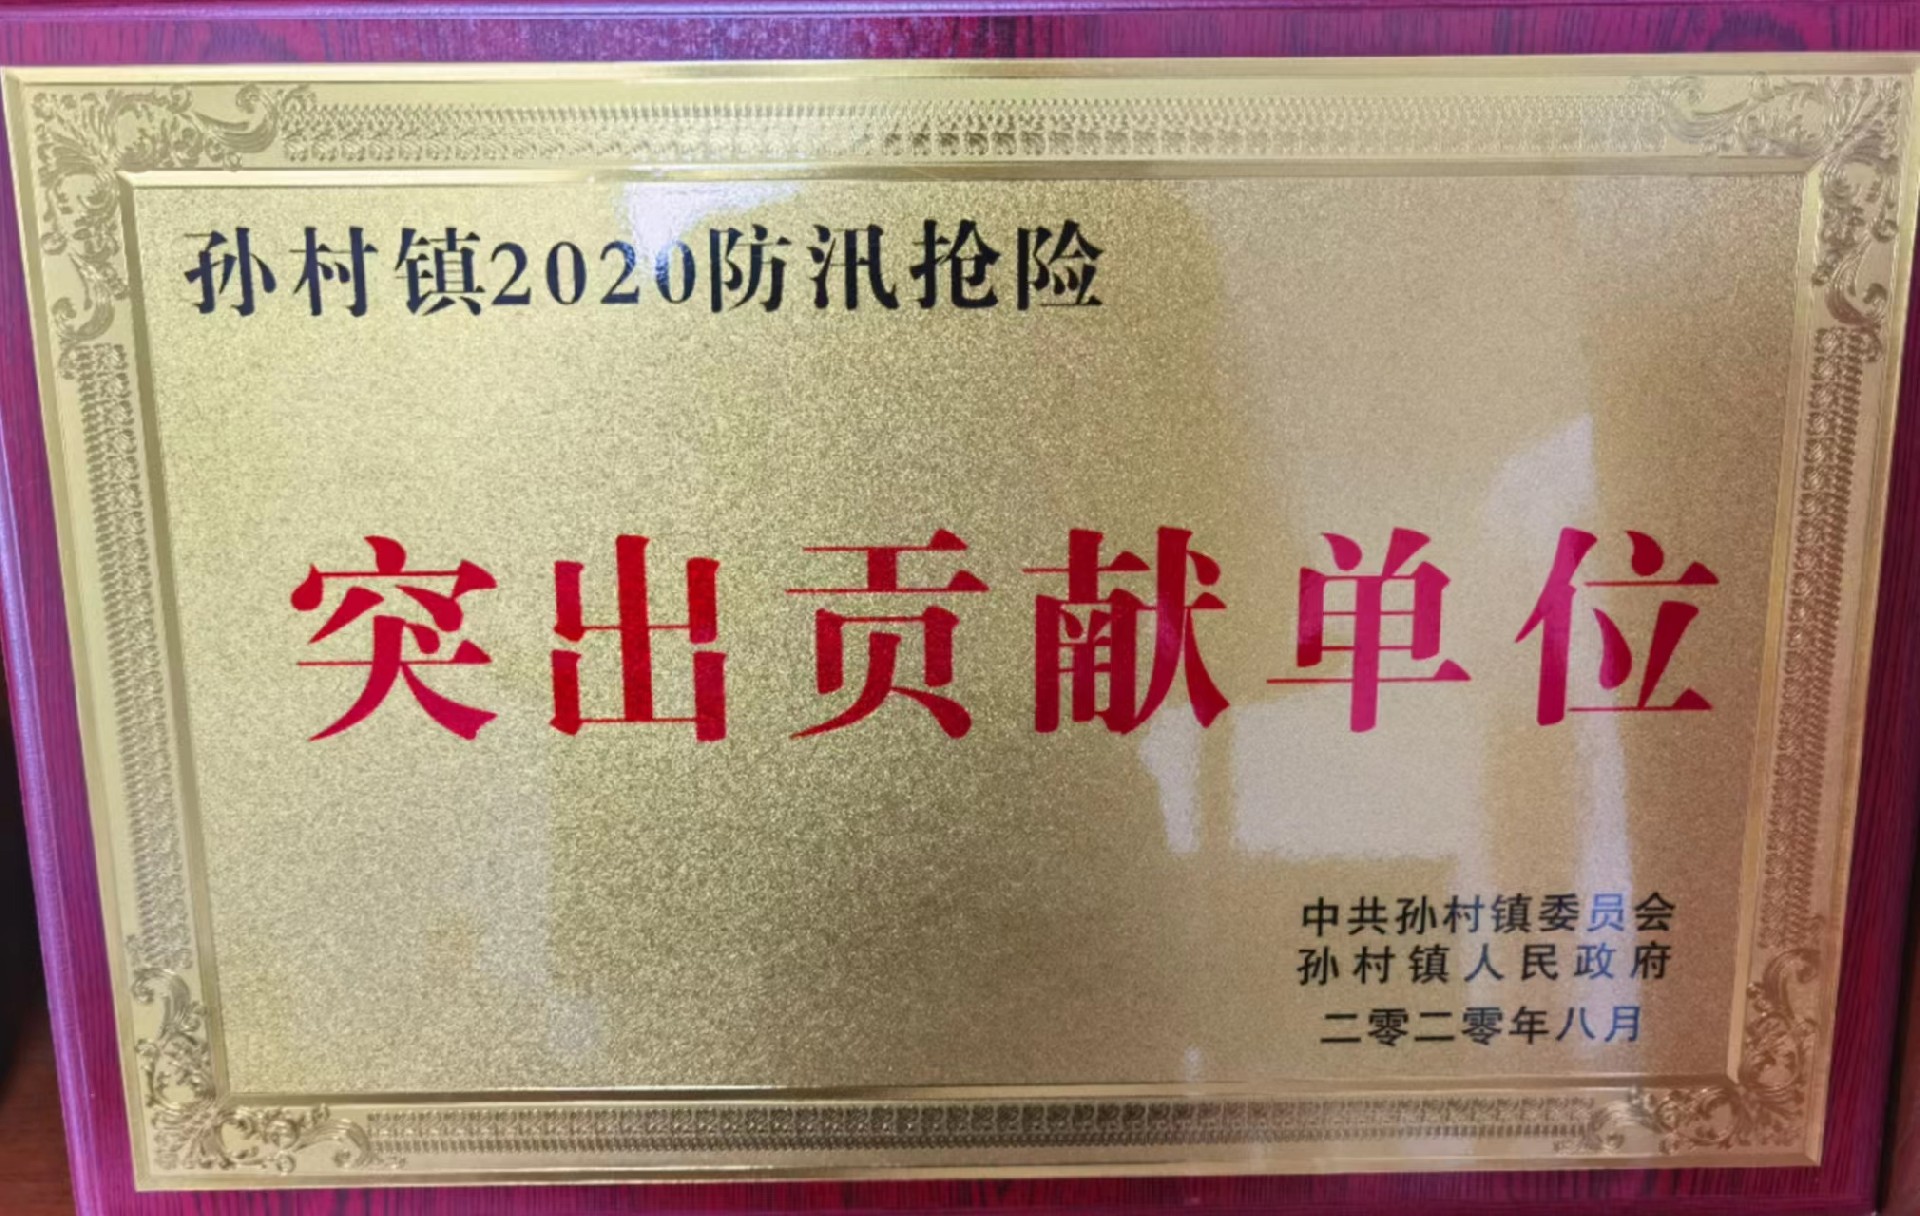 孙村镇2020防汛抢险
突出贡献单位
中共孙村镇委员会
孙村镇人民政府
二零二零年八月